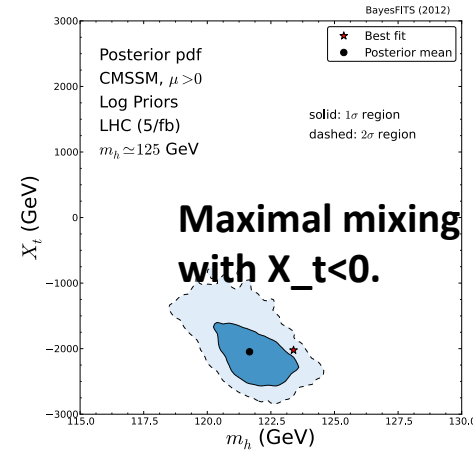 BayesFITS (2012)
Posterior pdf
CMSSM, μ>0
Log Priors
LHC (5/fb)
m_h≃125 GeV
Best fit
Posterior mean
solid: 1σ region
dashed: 2σ region
Maximal mixing
with X_t<0.
X_t (GeV)
3000
2000
1000
0
−1000
−2000
−3000
115.0 117.5 120.0 122.5 125.0 127.5 130.0
m_h (GeV)